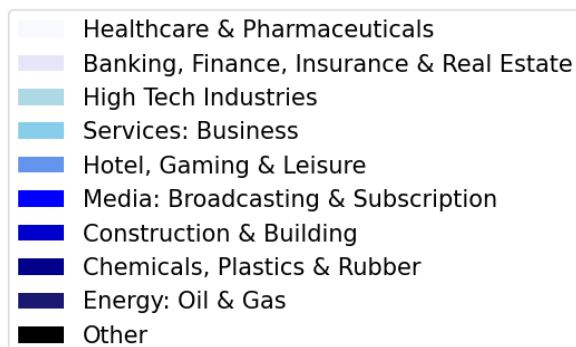 Healthcare & Pharmaceuticals
Banking, Finance, Insurance & Real Estate
High Tech Industries
Services: Business
Hotel, Gaming & Leisure
Media: Broadcasting & Subscription
Construction & Building
Chemicals, Plastics & Rubber
Energy: Oil & Gas
Other